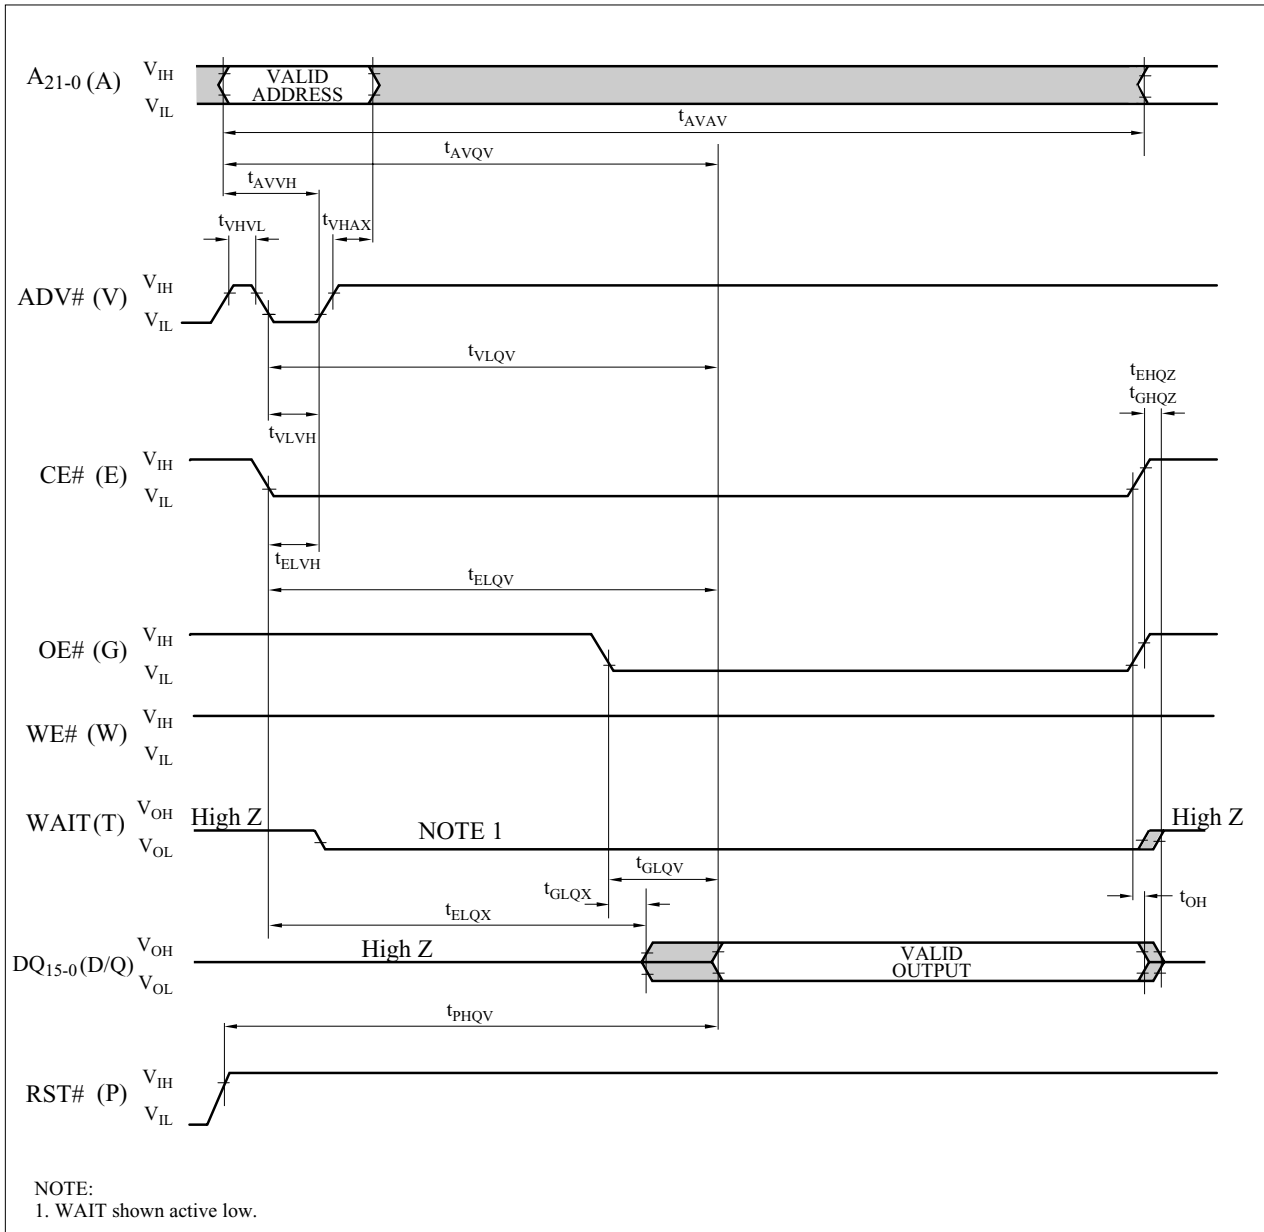 A21-0 (A) VIH VALID
ADDRESS
VIL
tAVAV
tAVQV
tAVVH
tVHVL tVHAX
ADV# (V) VIH
VIL
tVLQV
tEHQZ
tGHQZ
tVLVH
CE# (E) VIH
VIL
tELVH
tELQV
OE# (G) VIH
VIL
WE# (W) VIH
VIL
WAIT(T) VOH High Z NOTE 1 High Z
VOL
tGLQV
tGLQX tOH
tELQX
DQ15-0 (D/Q) VOH High Z VALID
OUTPUT
VOL
tPHQV
RST# (P) VIH
VIL
NOTE:
1. WAIT shown active low.